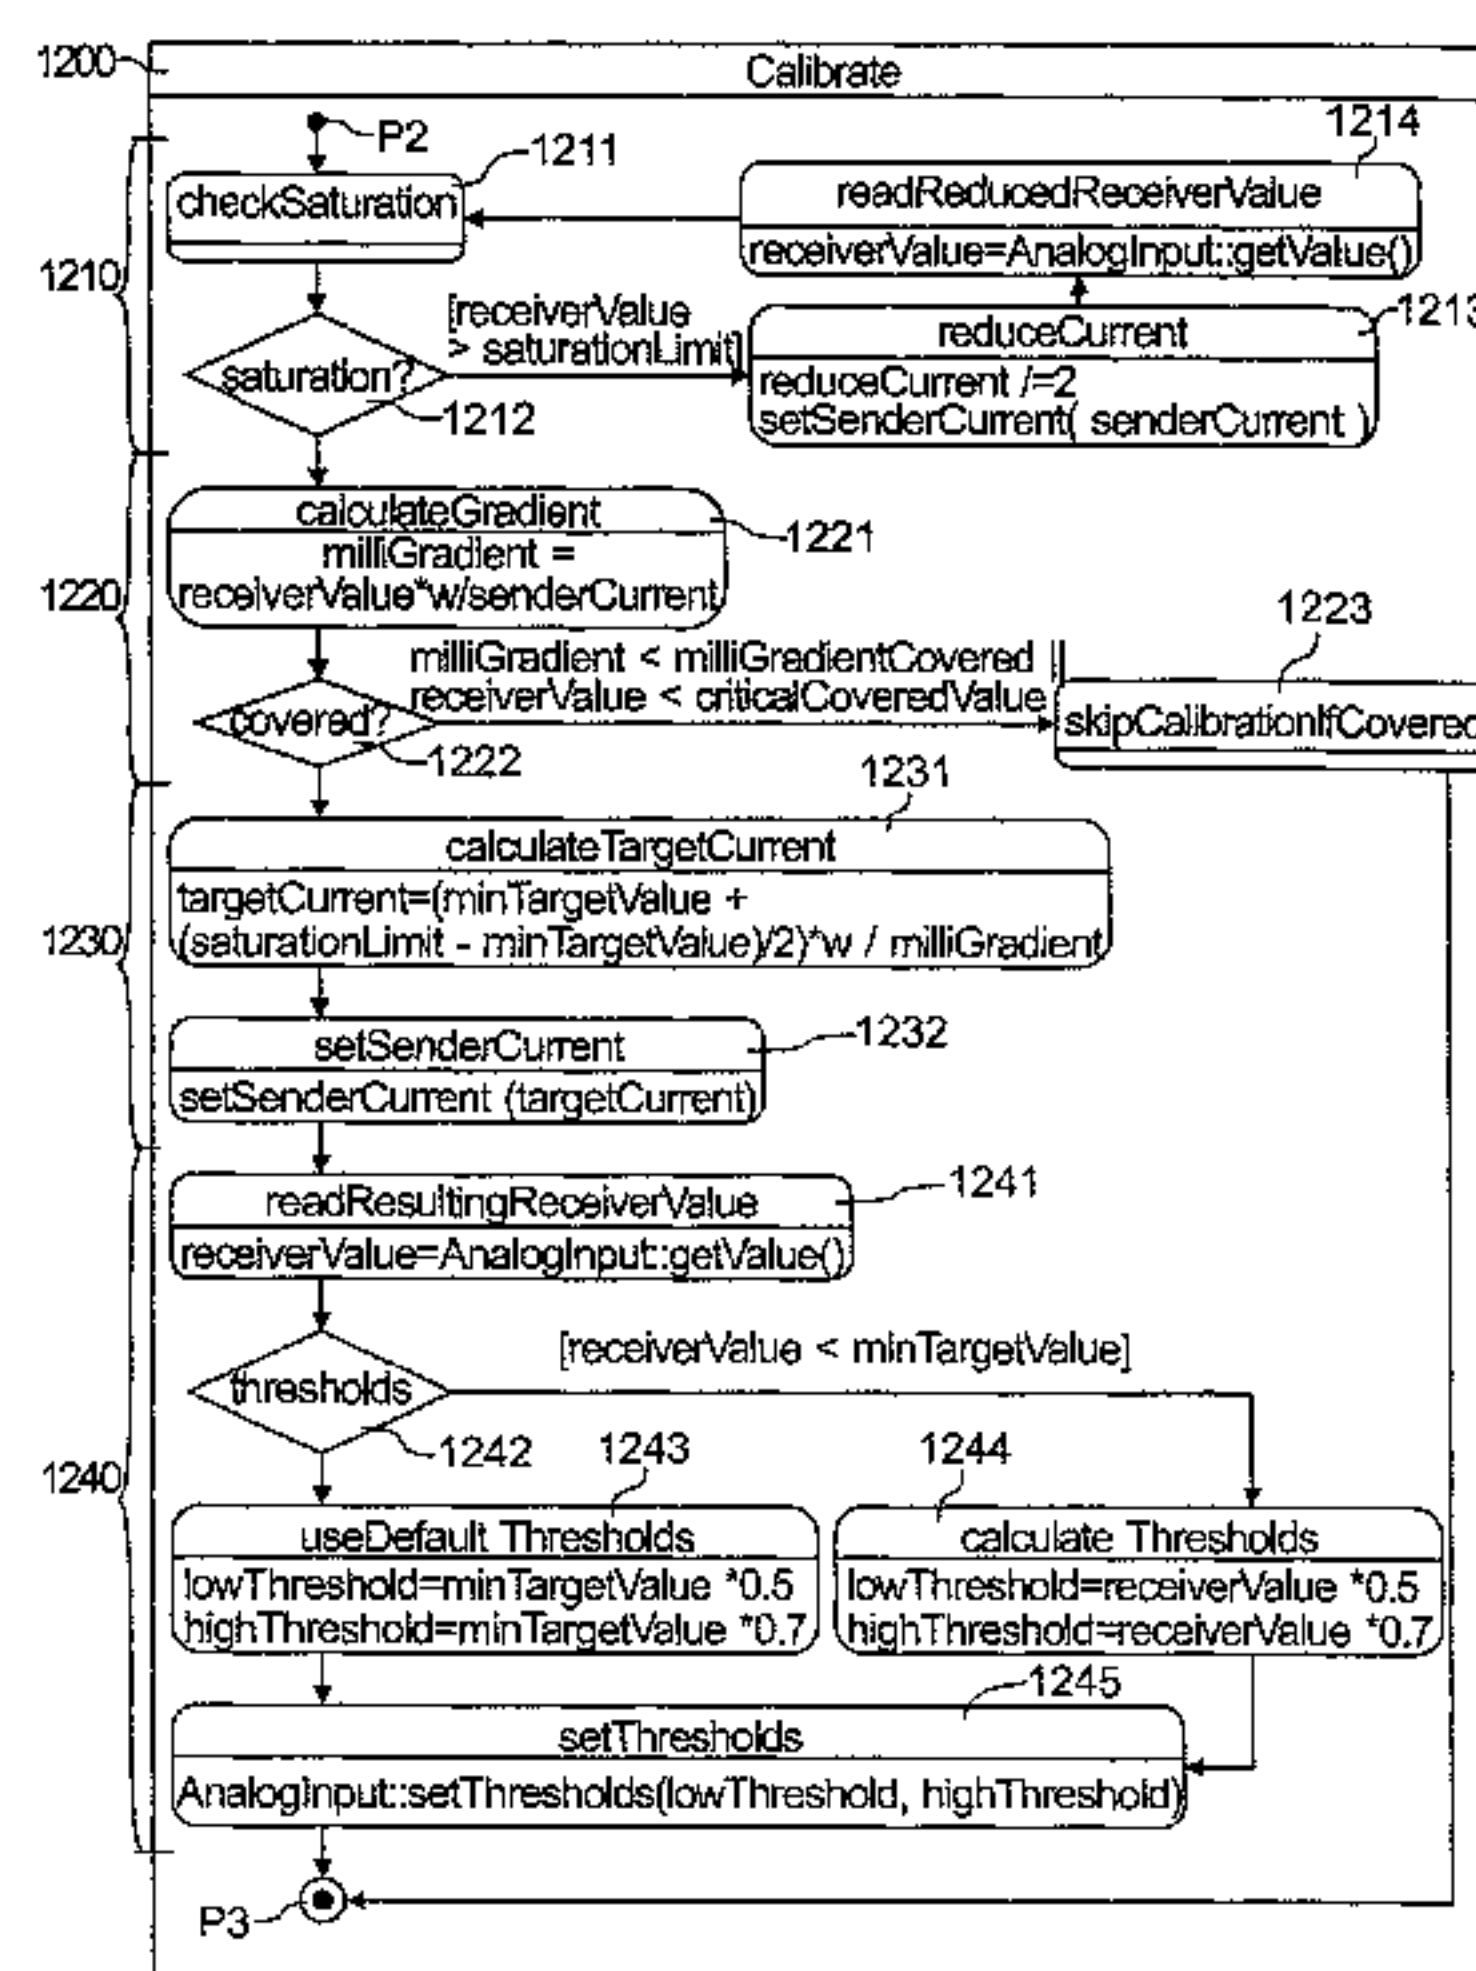 1200
Calibrate
P2
1211
1214
checkSaturation
readReducedReceiverValue
receiverValue=AnalogInput::getValue()
1210
[receiverValue
> saturationLimit]
1213
reduceCurrent
reduceCurrent /=2
setSenderCurrent( senderCurrent )
saturation?
1212
calculateGradient
milliGradient =
receiverValue*w/senderCurrent
1221
1220
1223
milliGradient < milliGradientCovered ||
receiverValue < criticalCoveredValue
covered?
skipCalibrationIfCovered
1222
1231
calculateTargetCurrent
targetCurrent=(minTargetValue +
(saturationLimit - minTargetValue)/2)*w / milliGradient
1230
1232
setSenderCurrent
setSenderCurrent (targetCurrent)
1241
readResultingReceiverValue
receiverValue=AnalogInput::getValue()
[receiverValue < minTargetValue]
thresholds
1242
1243
1244
1240
useDefault Thresholds
lowThreshold=minTargetValue *0.5
highThreshold=minTargetValue *0.7
calculate Thresholds
lowThreshold=receiverValue *0.5
highThreshold=receiverValue *0.7
1245
setThresholds
AnalogInput::setThresholds(lowThreshold, highThreshold)
P3